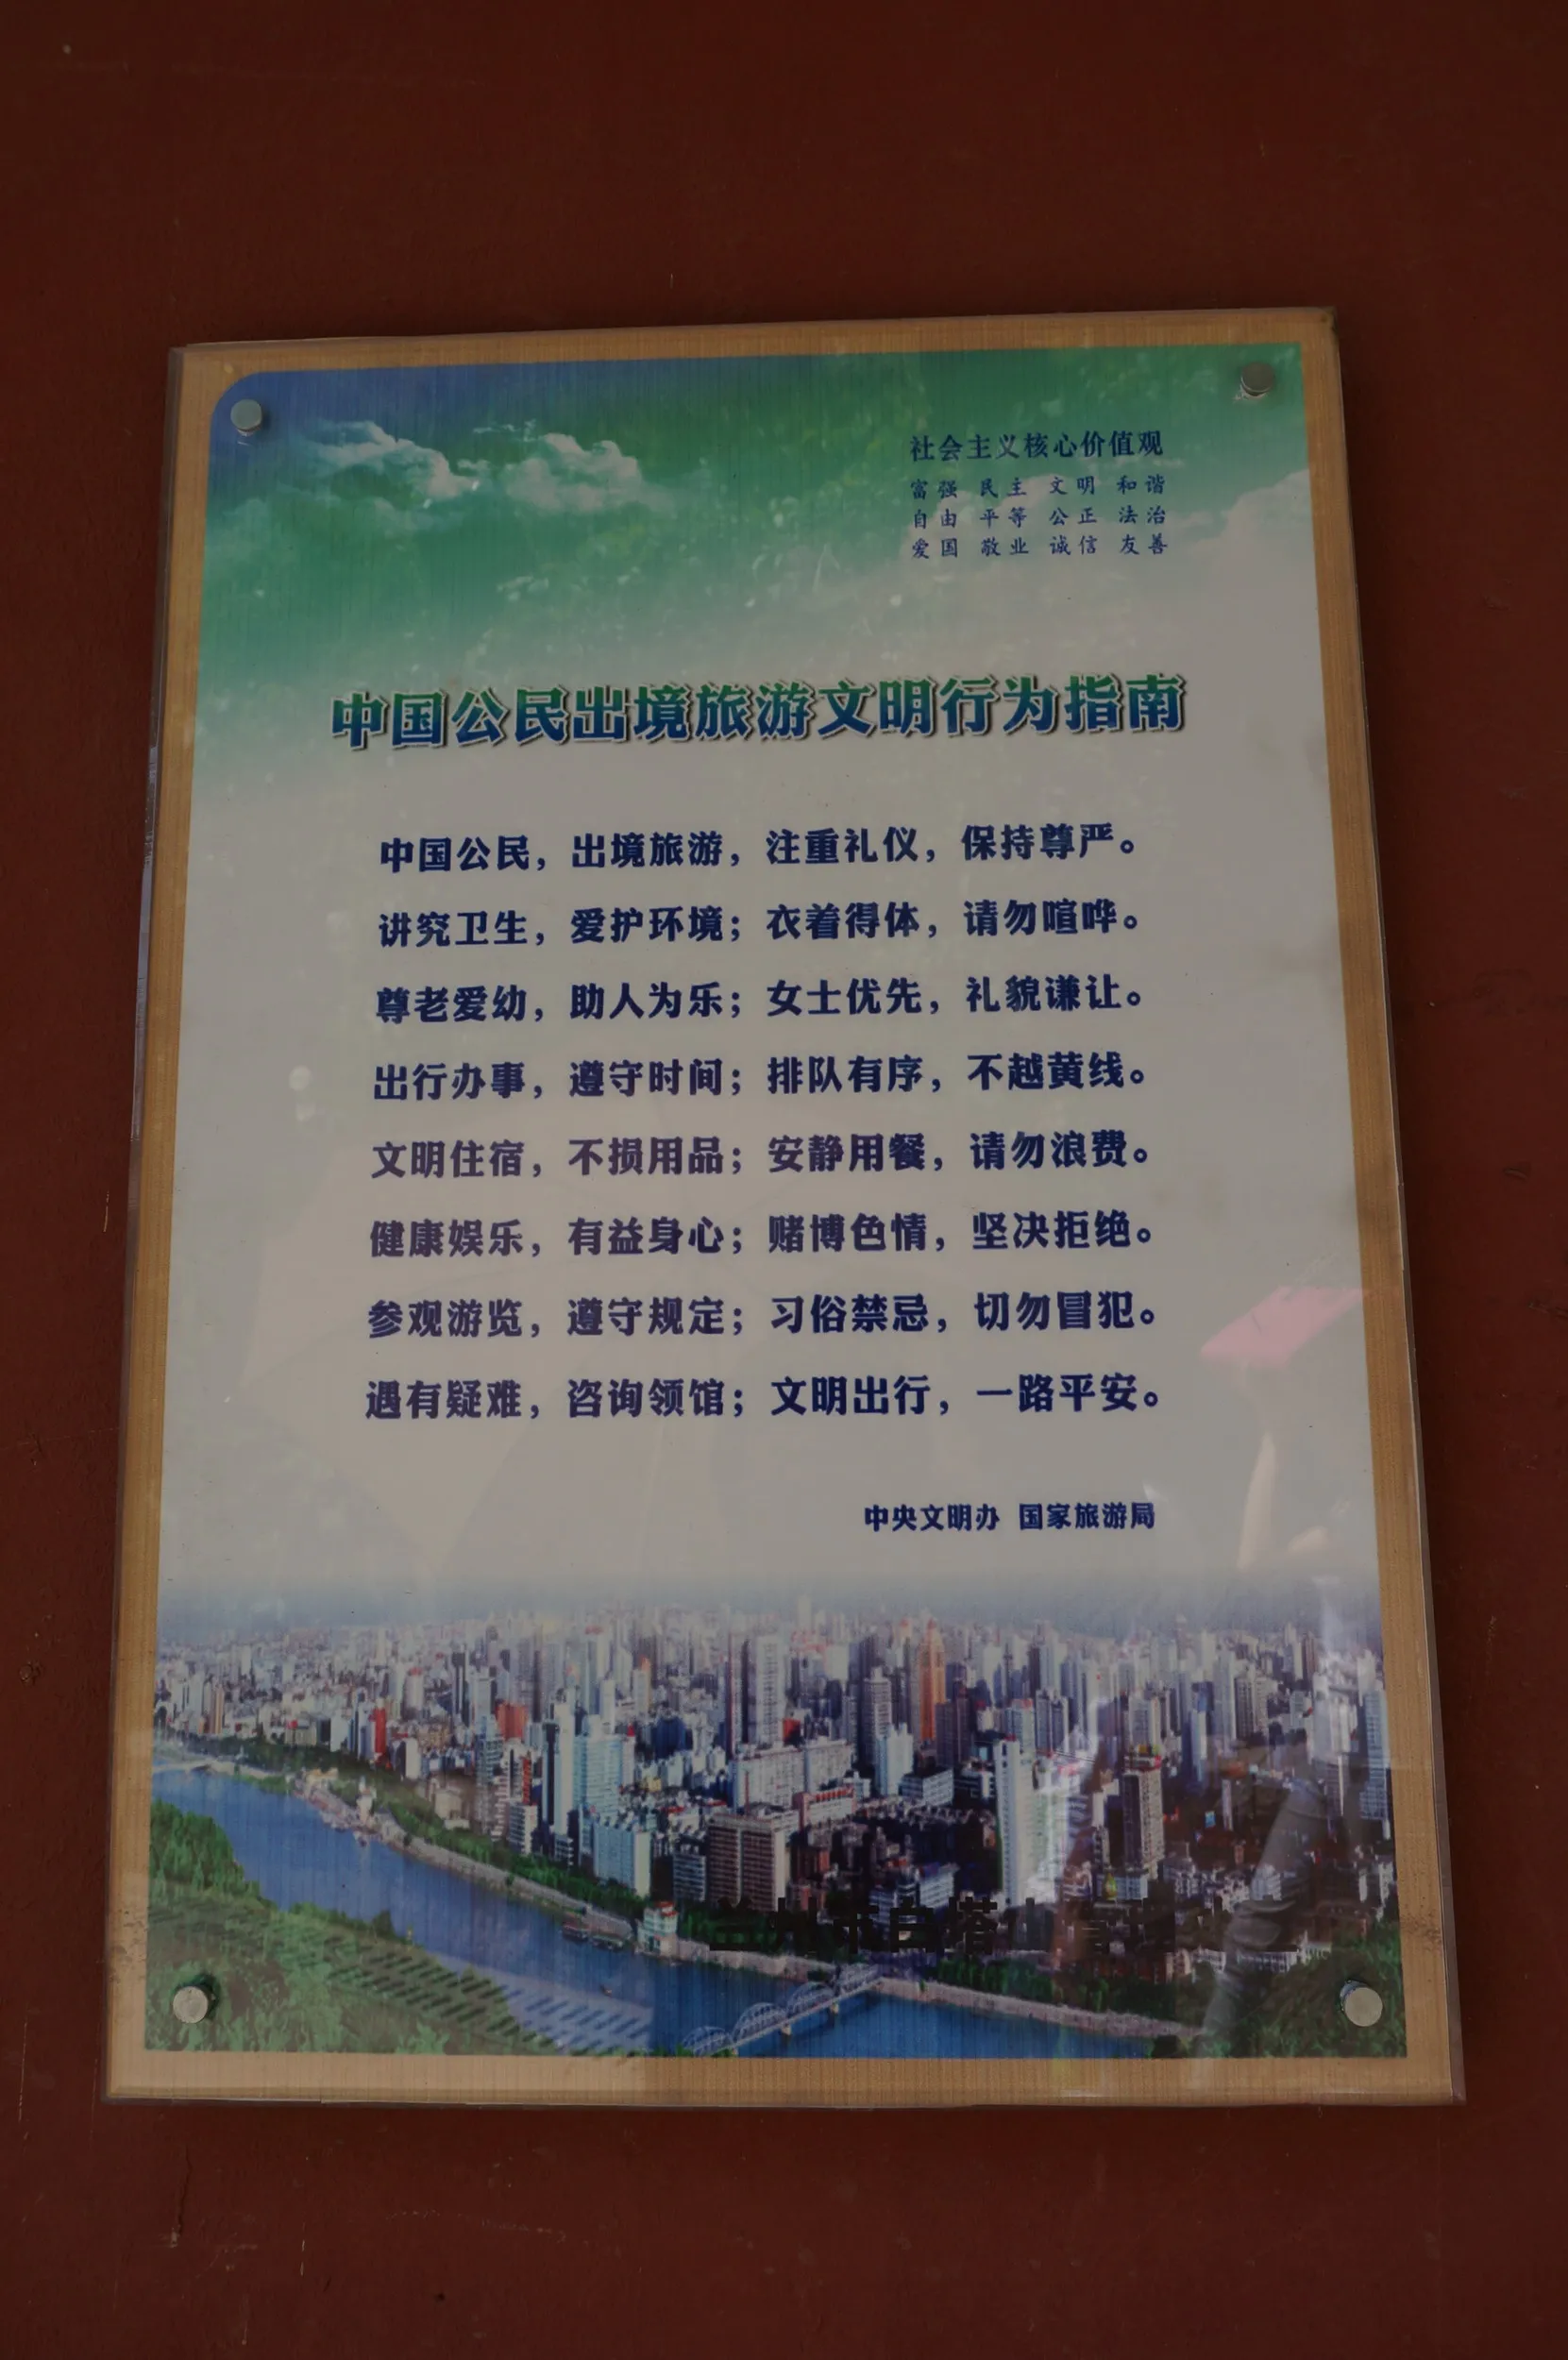 社会主义核心价值观
富强 民主 文明 和谐
自由 平等 公正 法治
爱国 敬业 诚信 友善
中国公民出境旅游文明行为指南
中国公民，出境旅游，注重礼仪，保持尊严。
讲究卫生，爱护环境；衣着得体，请勿喧哗。
尊老爱幼，助人为乐；女士优先，礼貌谦让。
出行办事，遵守时间；排队有序，不越黄线。
文明住宿，不损用品；安静用餐，请勿浪费。
健康娱乐，有益身心；赌博色情，坚决拒绝。
参观游览，遵守规定；习俗禁忌，切勿冒犯。
遇有疑难，咨询领馆；文明出行，一路平安。
中央文明办 国家旅游局
兰州市白塔山管理处